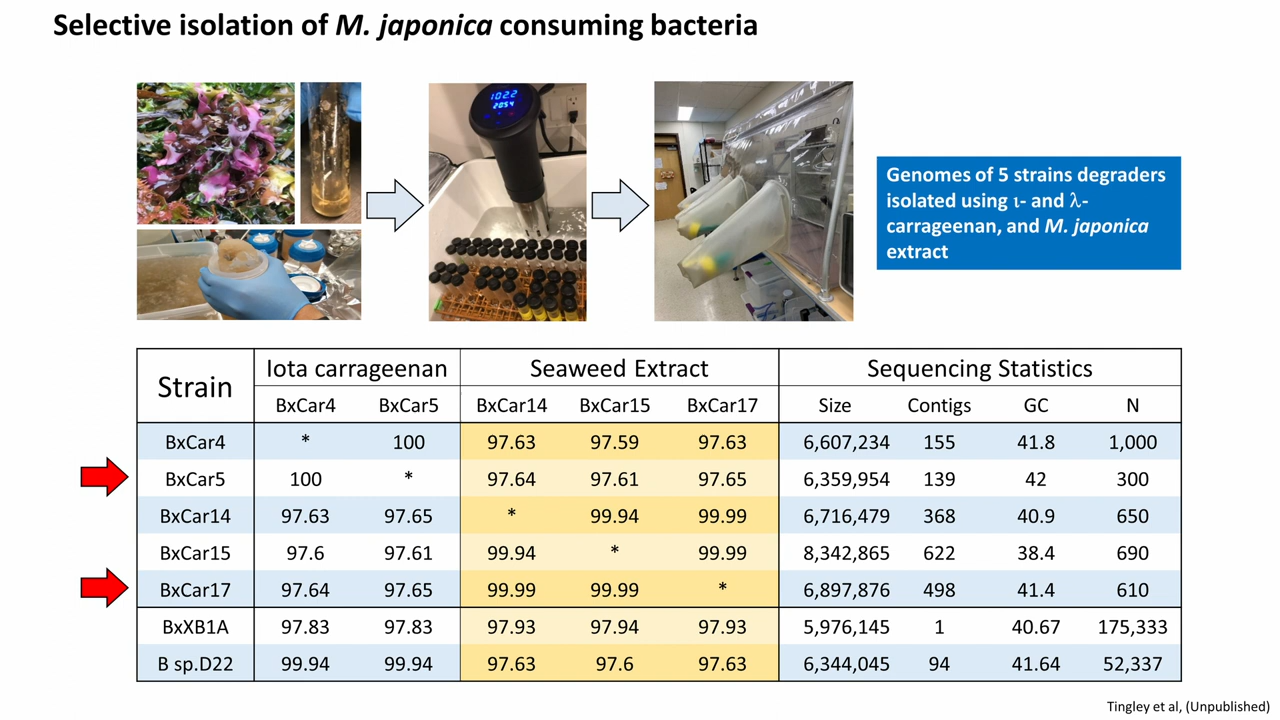 Selective isolation of M. japonica consuming bacteria
102.2
20:54
Genomes of 5 strains degraders
isolated using ι- and λ-
carrageenan, and M. japonica
extract
Strain Iota carrageenan Seaweed Extract Sequencing Statistics
BxCar4 BxCar5 BxCar14 BxCar15 BxCar17 Size Contigs GC N
BxCar4 * 100 97.63 97.59 97.63 6,607,234 155 41.8 1,000
BxCar5 100 * 97.64 97.61 97.65 6,359,954 139 42 300
BxCar14 97.63 97.65 * 99.94 99.99 6,716,479 368 40.9 650
BxCar15 97.6 97.61 99.94 * 99.99 8,342,865 622 38.4 690
BxCar17 97.64 97.65 99.99 99.99 * 6,897,876 498 41.4 610
BxXB1A 97.83 97.83 97.93 97.94 97.93 5,976,145 1 40.67 175,333
B sp.D22 99.94 99.94 97.63 97.6 97.63 6,344,045 94 41.64 52,337
Tingley et al, (Unpublished)